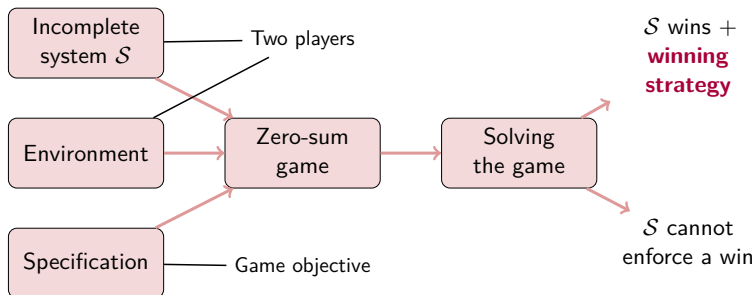 Incomplete
system 𝒮
Two players
Environment
Specification
Game objective
Zero-sum
game
Solving
the game
𝒮 wins +
winning
strategy
𝒮 cannot
enforce a win